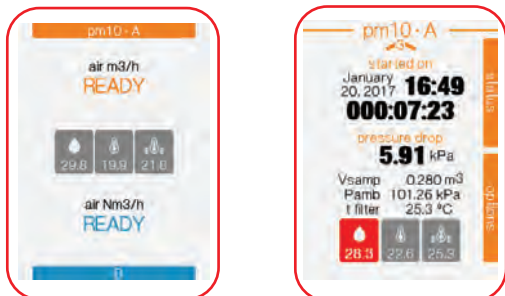 pm10 · A
air m3/h
READY
29.8 19.9 21.6
air Nm3/h
READY
B
pm10 · A
3
started on
January
20, 2017 16:49
000:07:23
pressure drop
5.91 kPa
Vsamp 0.280 m3
Pamb 101.26 kPa
t filter 25.3 ºC
28.3 22.6 25.3
status
options